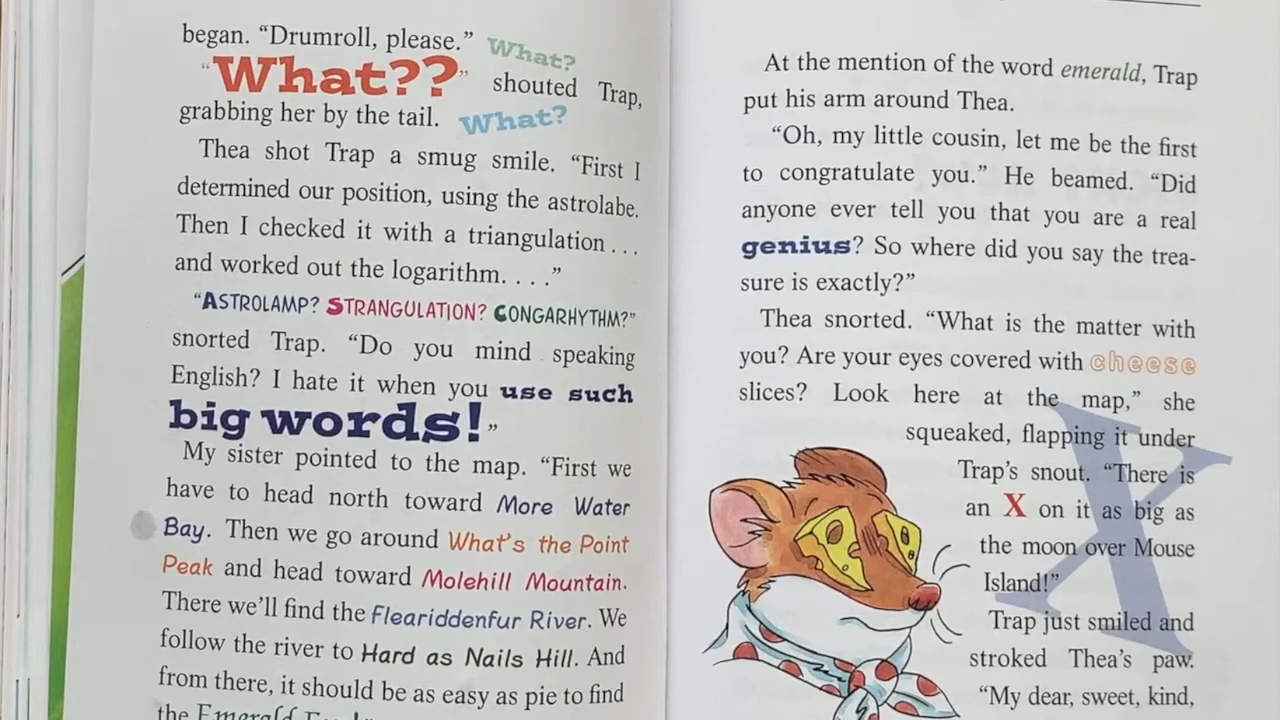 began. “Drumroll, please.” What?
“What??” shouted Trap,
grabbing her by the tail. What?
Thea shot Trap a smug smile. “First I
determined our position, using the astrolabe.
Then I checked it with a triangulation . . .
and worked out the logarithm. . . .”
“ASTROLAMP? STRANGULATION? CONGARHYTHM?”
snorted Trap. “Do you mind speaking
English? I hate it when you use such
big words!”
My sister pointed to the map. “First we
have to head north toward More Water
Bay. Then we go around What's the Point
Peak and head toward Molehill Mountain.
There we'll find the Fleariddenfur River. We
follow the river to Hard as Nails Hill. And
from there, it should be as easy as pie to find
the Emerald
At the mention of the word emerald, Trap
put his arm around Thea.
“Oh, my little cousin, let me be the first
to congratulate you.” He beamed. “Did
anyone ever tell you that you are a real
genius? So where did you say the trea-
sure is exactly?”
Thea snorted. “What is the matter with
you? Are your eyes covered with cheese
slices? Look here at the map,” she
squeaked, flapping it under
Trap's snout. “There is
an X on it as big as
the moon over Mouse
Island!”
Trap just smiled and
stroked Thea's paw.
“My dear, sweet, kind,
X